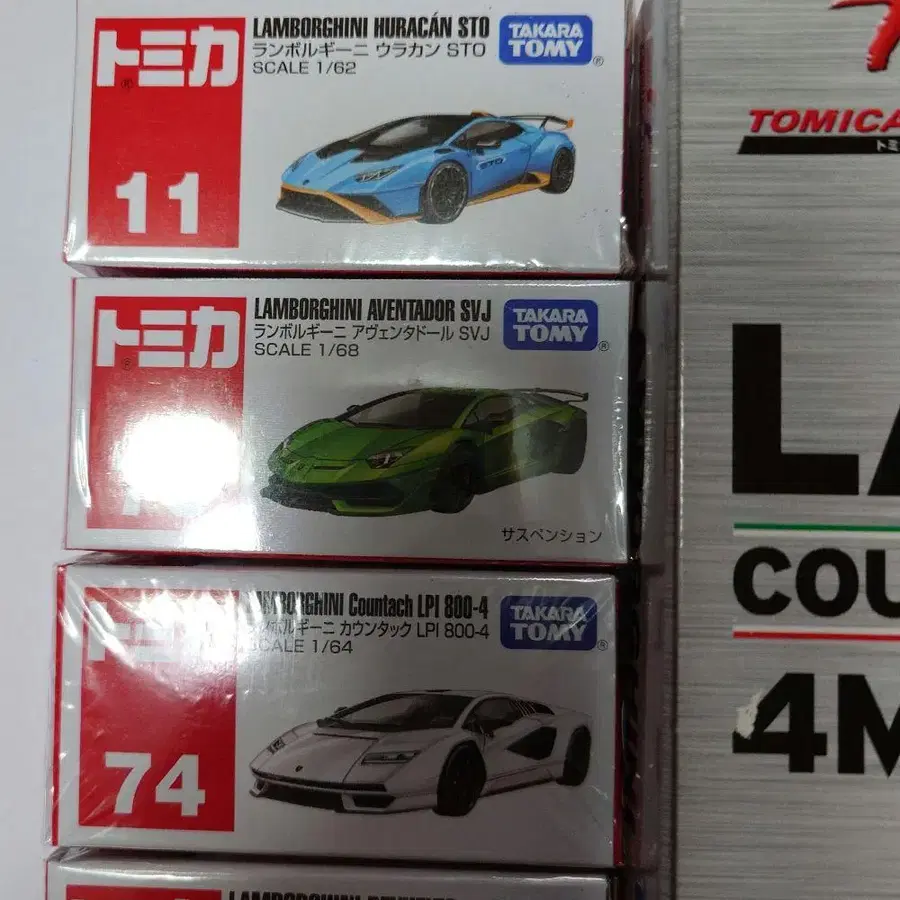 トミカ
11
LAMBORGHINI HURACÁN STO
ランボルギーニ ウラカン STO
SCALE 1/62
TAKARA
TOMY
®
STO
トミカ
LAMBORGHINI AVENTADOR SVJ
ランボルギーニ アヴェンタドール SVJ
SCALE 1/68
TAKARA
TOMY
®
サスペンション
トミカ
74
LAMBORGHINI Countach LPI 800-4
ランボルギーニ カウンタック LPI 800-4
SCALE 1/64
TAKARA
TOMY
®
LAMBORGHINI
TOMICA
LA
COU
4M